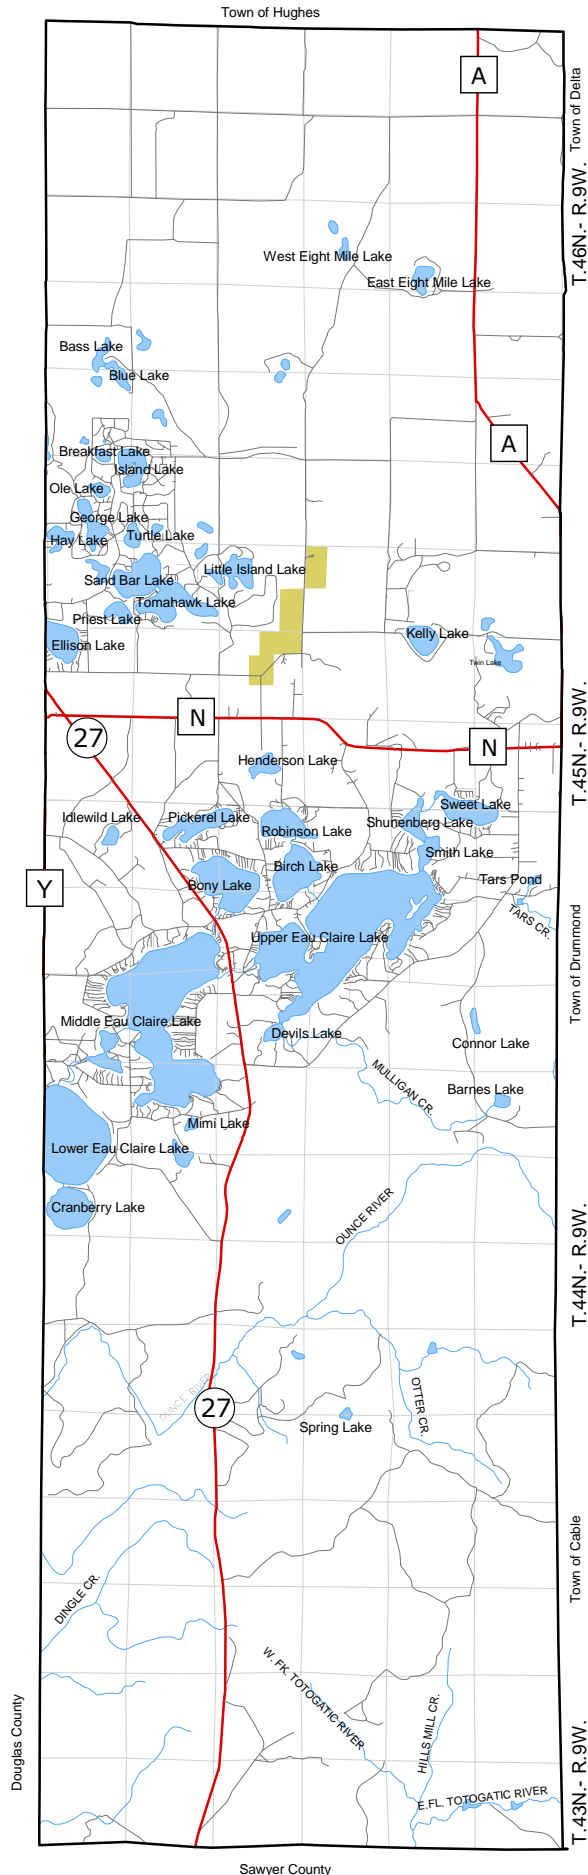 Town of Hughes
A
Town of Delta
T.46N.- R.9W.
West Eight Mile Lake
East Eight Mile Lake
Bass Lake
Blue Lake
A
Breakfast Lake
Island Lake
Ole Lake
George Lake
Hay Lake
Turtle Lake
Little Island Lake
Sand Bar Lake
Tomahawk Lake
Priest Lake
Ellison Lake
Kelly Lake
Twin Lake
T.45N.- R.9W.
N
27
N
Henderson Lake
Sweet Lake
Idlewild Lake
Pickerel Lake
Shunenberg Lake
Robinson Lake
Smith Lake
Birch Lake
Tars Pond
Bony Lake
Y
TARS CR.
Upper Eau Claire Lake
Town of Drummond
Middle Eau Claire Lake
Devils Lake
Connor Lake
MULLIGAN CR.
Barnes Lake
Mimi Lake
Lower Eau Claire Lake
Cranberry Lake
OUNCE RIVER
T.44N.- R.9W.
OUNCE RIVER
27
OTTER CR.
Spring Lake
Town of Cable
DINGLE CR.
W. FK. TOTOGATIC RIVER
HILLS MILL CR.
Douglas County
E.FL. TOTOGATIC RIVER
T.43N.- R.9W.
Sawyer County